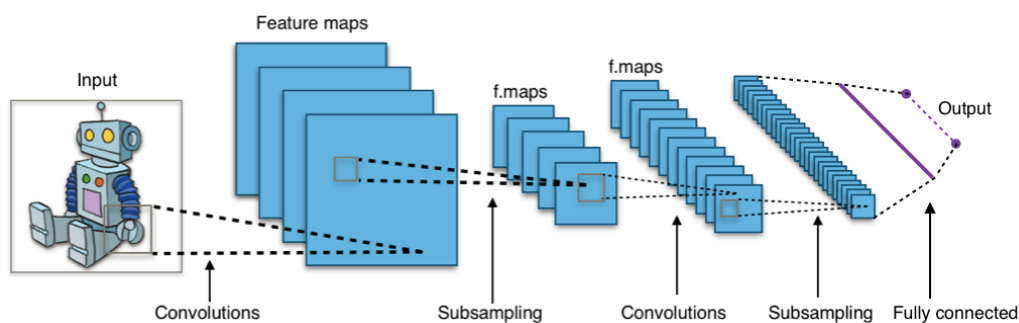 Feature maps
Input
f.maps
f.maps
Output
Convolutions
Subsampling
Convolutions
Subsampling
Fully connected